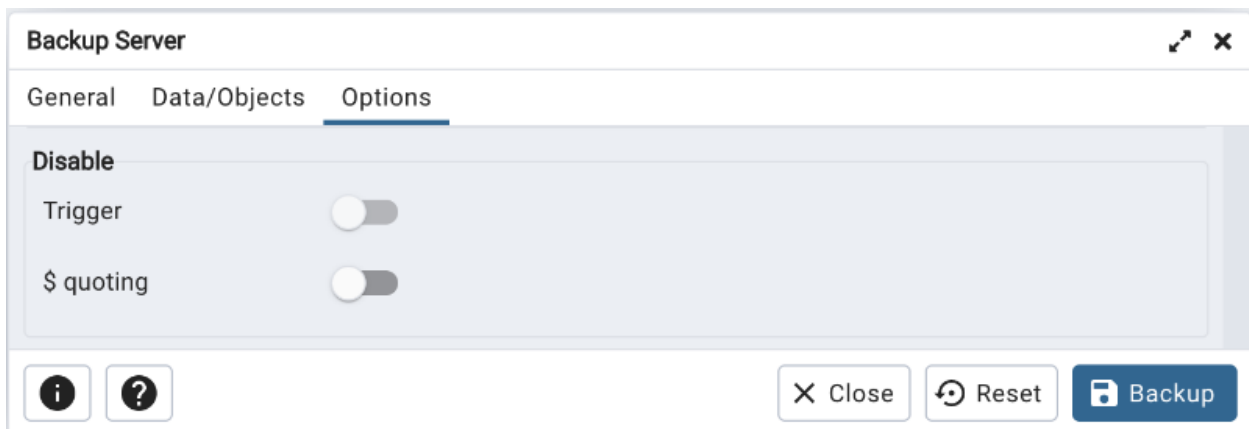 Backup Server
General Data/Objects Options
Disable
Trigger
$ quoting
Close Reset Backup